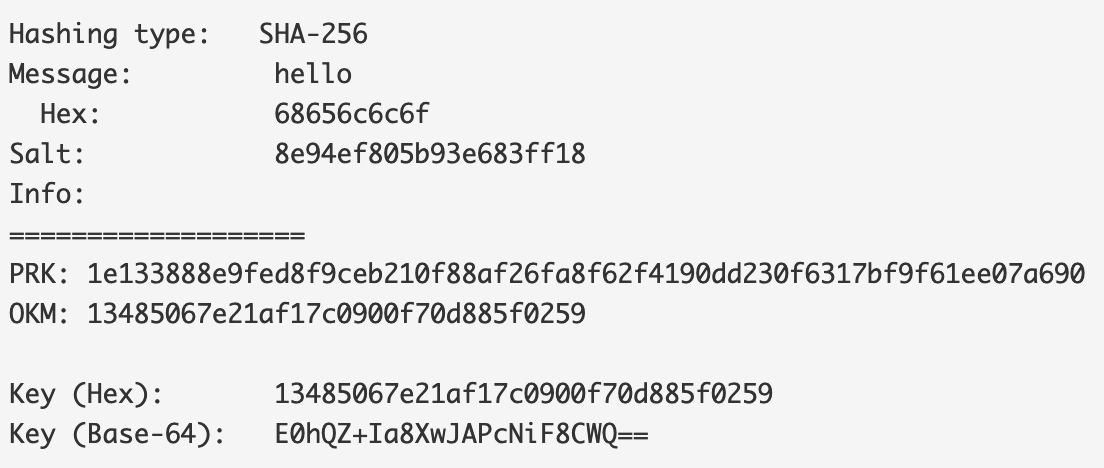 Hashing type: SHA-256
Message: hello
Hex: 68656c6c6f
Salt: 8e94ef805b93e683ff18
Info:
===================
PRK: 1e133888e9fed8f9ceb210f88af26fa8f62f4190dd230f6317bf9f61ee07a690
OKM: 13485067e21af17c0900f70d885f0259
Key (Hex): 13485067e21af17c0900f70d885f0259
Key (Base-64): E0hQZ+Ia8XwJAPcNiF8CWQ==